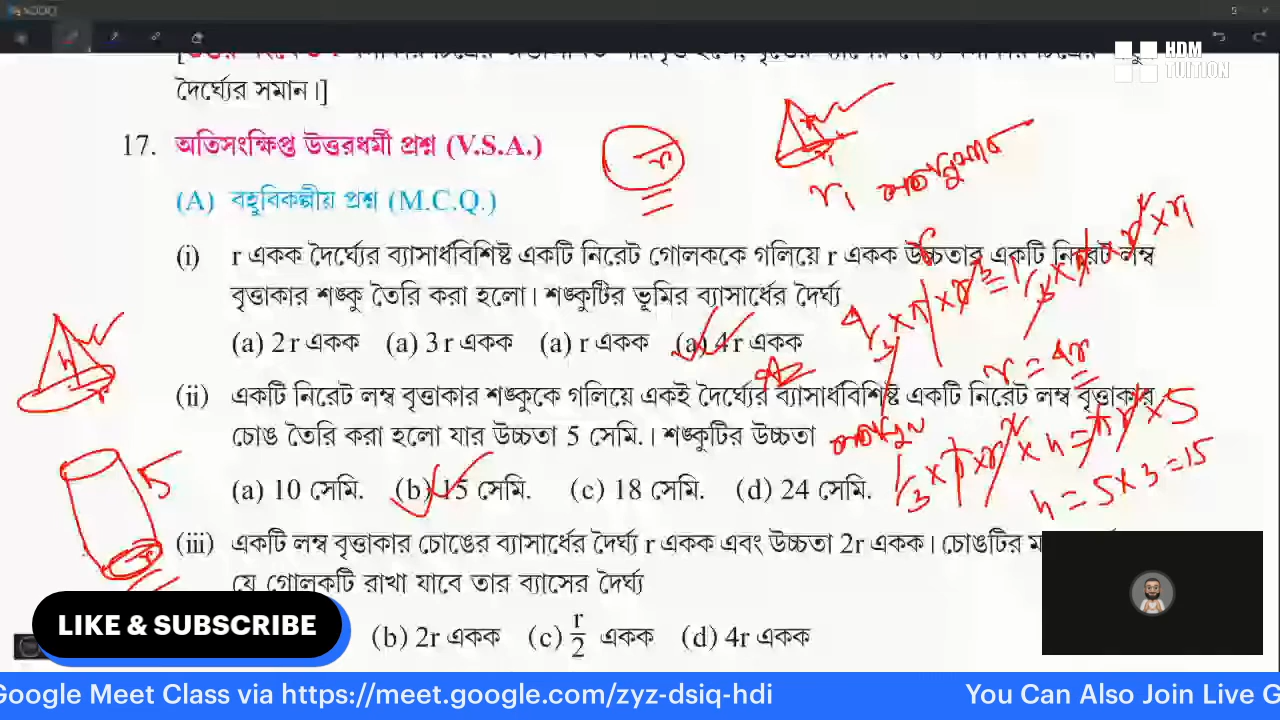 HDM
TUITION
দৈর্ঘ্যের সমান।]
17. অতিসংক্ষিপ্ত উত্তরধর্মী প্রশ্ন (V.S.A.)
(A) বহুবিকল্পীয় প্রশ্ন (M.C.Q.)
r
r₁
(i) r একক দৈর্ঘ্যের ব্যাসার্ধবিশিষ্ট একটি নিরেট গোলককে গলিয়ে r একক উচ্চতার একটি নিরেট লম্ব
বৃত্তাকার শঙ্কু তৈরি করা হলো। শঙ্কুটির ভূমির ব্যাসার্ধের দৈর্ঘ্য
(a) 2r একক (a) 3r একক (a) r একক (a) 4r একক
r = 4r
(ii) একটি নিরেট লম্ব বৃত্তাকার শঙ্কুকে গলিয়ে একই দৈর্ঘ্যের ব্যাসার্ধবিশিষ্ট একটি নিরেট লম্ব বৃত্তাকার
চোঙ তৈরি করা হলো যার উচ্চতা 5 সেমি.। শঙ্কুটির উচ্চতা
(a) 10 সেমি. (b) 15 সেমি. (c) 18 সেমি. (d) 24 সেমি.
h = 5×3=15
(iii) একটি লম্ব বৃত্তাকার চোঙের ব্যাসার্ধের দৈর্ঘ্য r একক এবং উচ্চতা 2r একক। চোঙটির
যে গোলকটি রাখা যাবে তার ব্যাসের দৈর্ঘ্য
(b) 2r একক (c) r/2 একক (d) 4r একক
LIKE & SUBSCRIBE
Google Meet Class via https://meet.google.com/zyz-dsiq-hdi You Can Also Join Live G